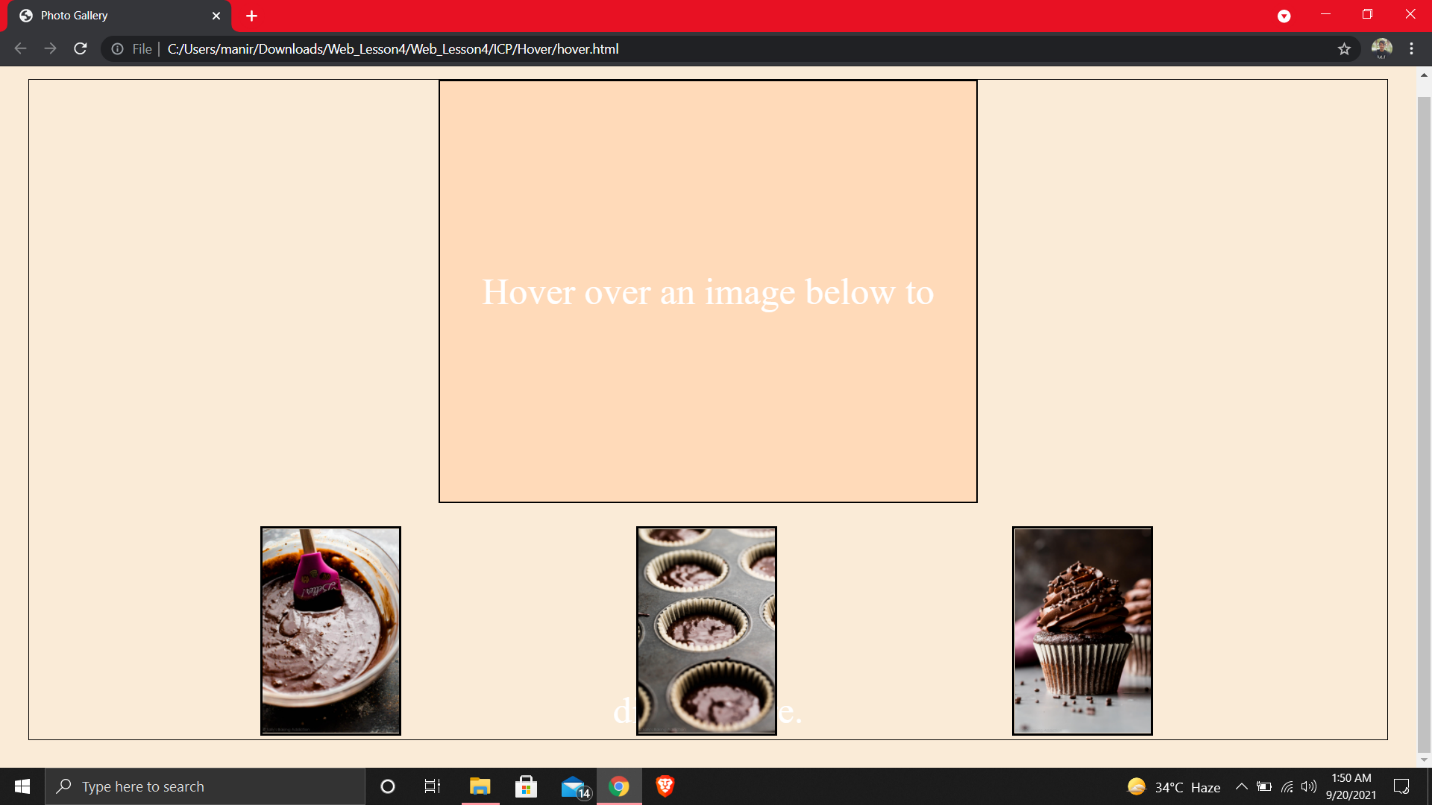 Photo Gallery
File
C:/Users/manir/Downloads/Web_Lesson4/Web_Lesson4/ICP/Hover/hover.html
Hover over an image below to
Type here to search
14
34°C Haze
1:50 AM
9/20/2021